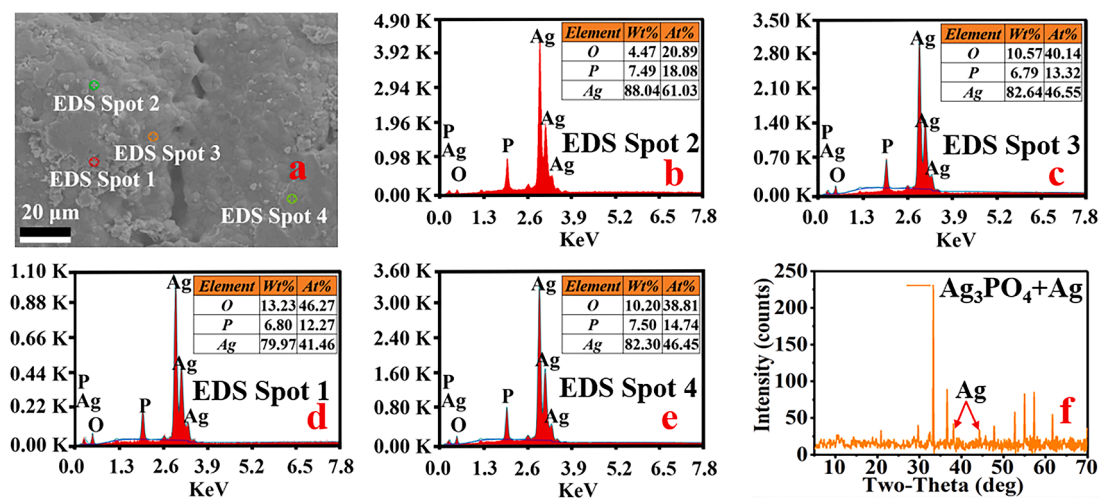 EDS Spot 2
EDS Spot 3
EDS Spot 1
EDS Spot 4
20 µm
a
4.90 K
3.92 K
2.94 K
1.96 K
0.98 K
0.00 K
Ag
Ag
Ag
P
P
Ag
O
Element Wt% At%
O 4.47 20.89
P 7.49 18.08
Ag 88.04 61.03
EDS Spot 2
b
0.0 1.3 2.6 3.9 5.2 6.5 7.8
KeV
3.50 K
2.80 K
2.10 K
1.40 K
0.70 K
0.00 K
Ag
Ag
Ag
P
P
Ag
O
Element Wt% At%
O 10.57 40.14
P 6.79 13.32
Ag 82.64 46.55
EDS Spot 3
c
0.0 1.3 2.6 3.9 5.2 6.5 7.8
KeV
1.10 K
0.88 K
0.66 K
0.44 K
0.22 K
0.00 K
Ag
Ag
Ag
P
P
Ag
O
Element Wt% At%
O 13.23 46.27
P 6.80 12.27
Ag 79.97 41.46
EDS Spot 1
d
0.0 1.3 2.6 3.9 5.2 6.5 7.8
KeV
3.60 K
2.80 K
2.10 K
1.40 K
0.80 K
0.00 K
Ag
Ag
Ag
P
P
Ag
O
Element Wt% At%
O 10.20 38.81
P 7.50 14.74
Ag 82.30 46.45
EDS Spot 4
e
0.0 1.3 2.6 3.9 5.2 6.5 7.8
KeV
Intensity (counts)
250
200
150
100
50
0
Ag₃PO₄+Ag
Ag
f
10 20 30 40 50 60 70
Two-Theta (deg)